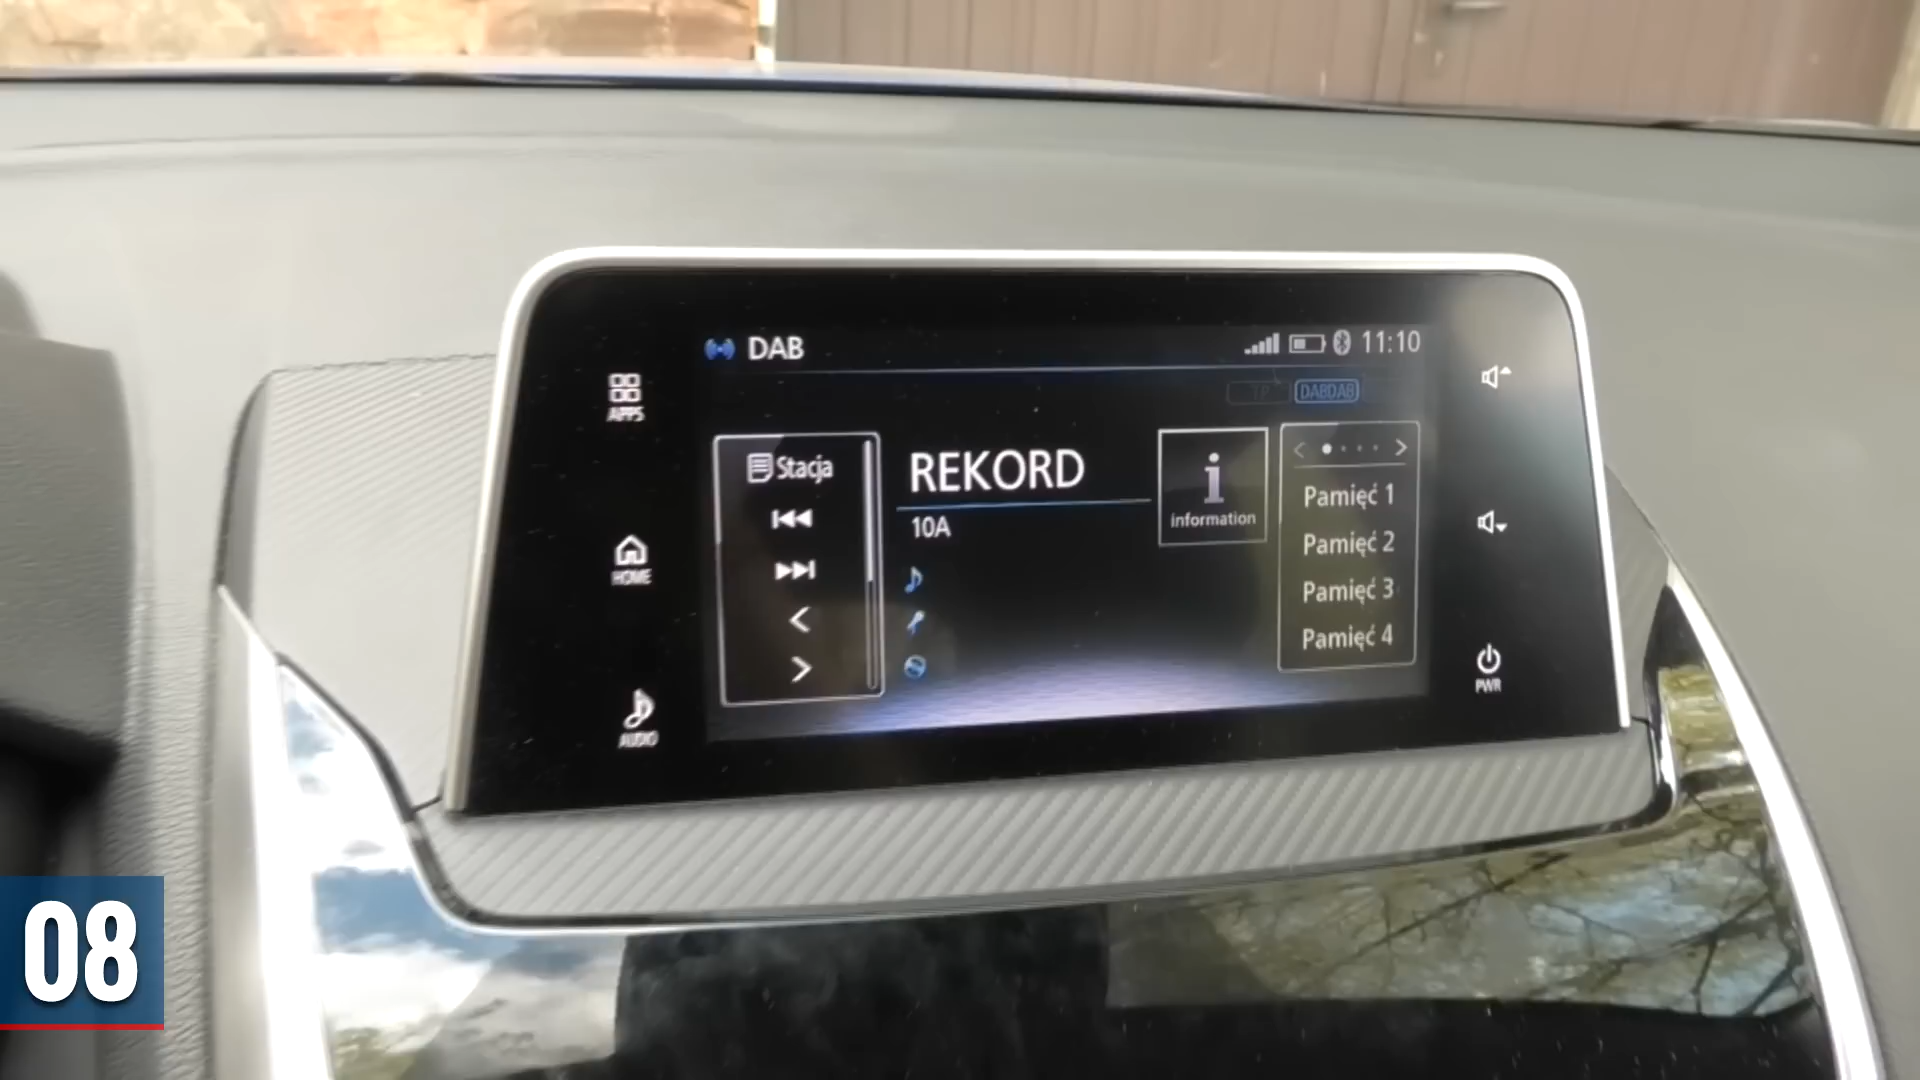 DAB
11:10
TP
DABDAB
APPS
HOME
AUDIO
Stacja
REKORD
10A
i
information
Pamięć 1
Pamięć 2
Pamięć 3
Pamięć 4
PWR
08